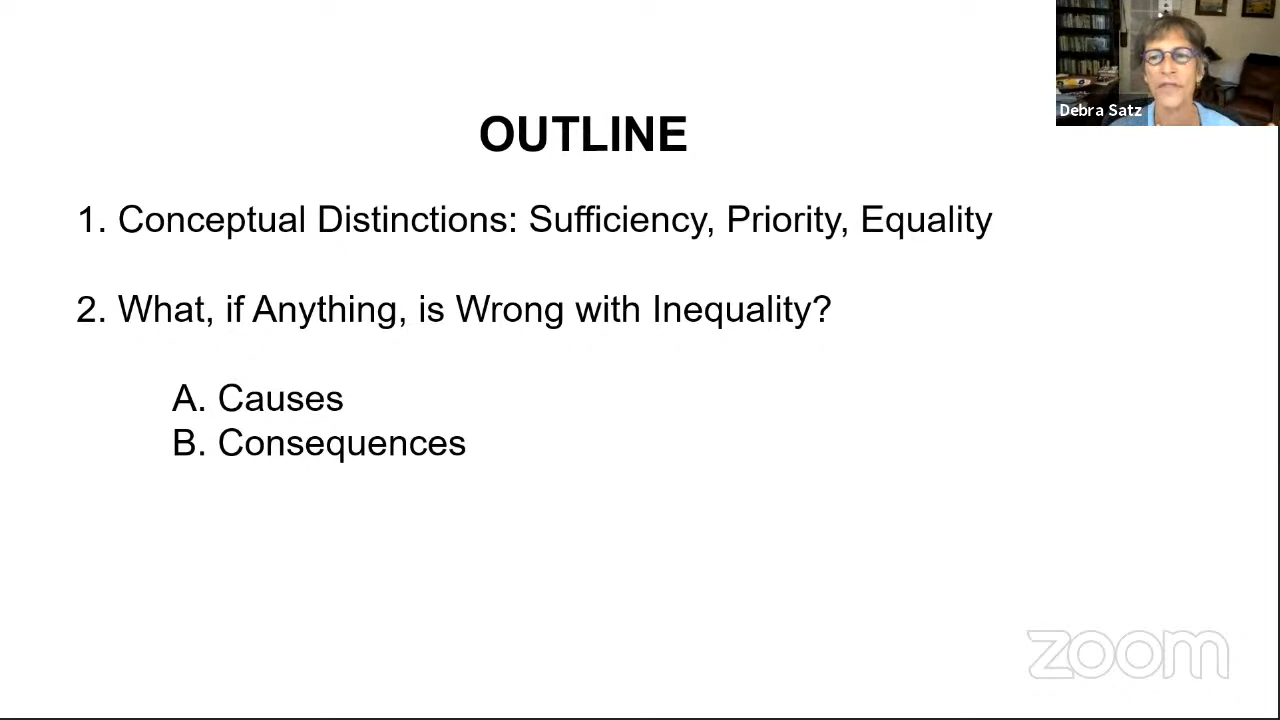 Debra Satz
OUTLINE
1. Conceptual Distinctions: Sufficiency, Priority, Equality
2. What, if Anything, is Wrong with Inequality?
A. Causes
B. Consequences
zoom